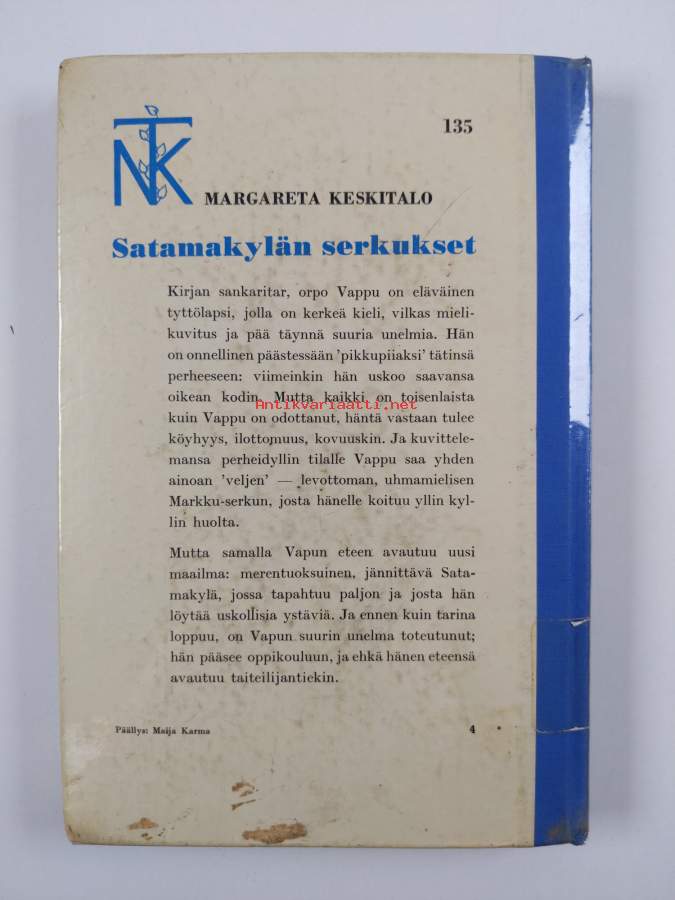 135
NTK
MARGARETA KESKITALO
Satamakylän serkukset
Kirjan sankaritar, orpo Vappu on eläväinen
tyttölapsi, jolla on kerkeä kieli, vilkas mieli-
kuvitus ja pää täynnä suuria unelmia. Hän
on onnellinen päästessään 'pikkupiiaksi' tätinsä
perheeseen: viimeinkin hän uskoo saavansa
oikean kodin. Mutta kaikki on toisenlaista
Antikvariaatti.net
kuin Vappu on odottanut, häntä vastaan tulee
köyhyys, ilottomuus, kovuuskin. Ja kuvittele-
mansa perheidyllin tilalle Vappu saa yhden
ainoan 'veljen' — levottoman, uhmamielisen
Markku-serkun, josta hänelle koituu yllin kyl-
lin huolta.
Mutta samalla Vapun eteen avautuu uusi
maailma: merentuoksuinen, jännittävä Sata-
makylä, jossa tapahtuu paljon ja josta hän
löytää uskollisia ystäviä. Ja ennen kuin tarina
loppuu, on Vapun suurin unelma toteutunut;
hän pääsee oppikouluun, ja ehkä hänen eteensä
avautuu taiteilijantiekin.
Päällys: Maija Karma
4